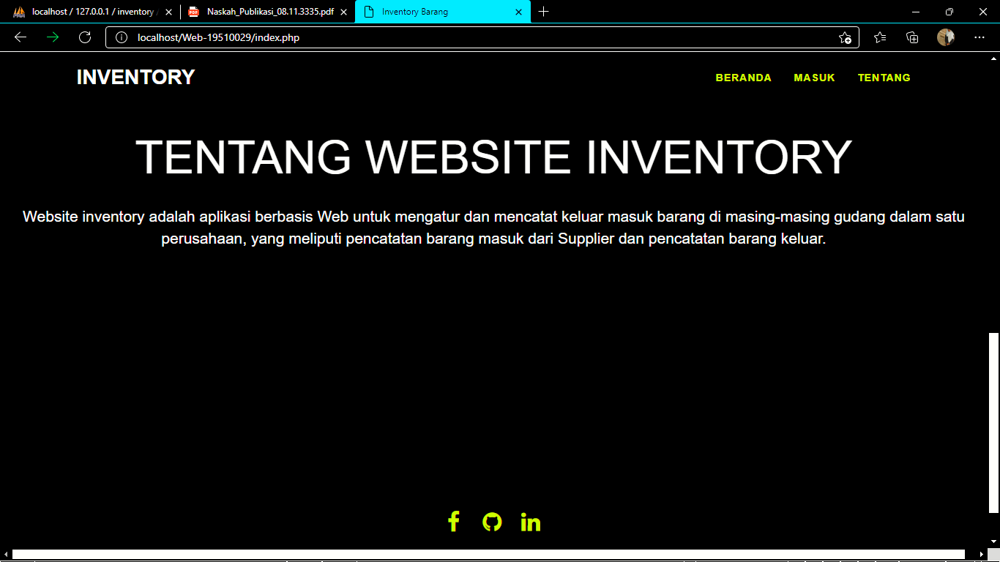 localhost / 127.0.0.1 / inventory
Naskah_Publikasi_08.11.3335.pdf
Inventory Barang
localhost/Web-19510029/index.php
INVENTORY
BERANDA
MASUK
TENTANG
TENTANG WEBSITE INVENTORY
Website inventory adalah aplikasi berbasis Web untuk mengatur dan mencatat keluar masuk barang di masing-masing gudang dalam satu
perusahaan, yang meliputi pencatatan barang masuk dari Supplier dan pencatatan barang keluar.